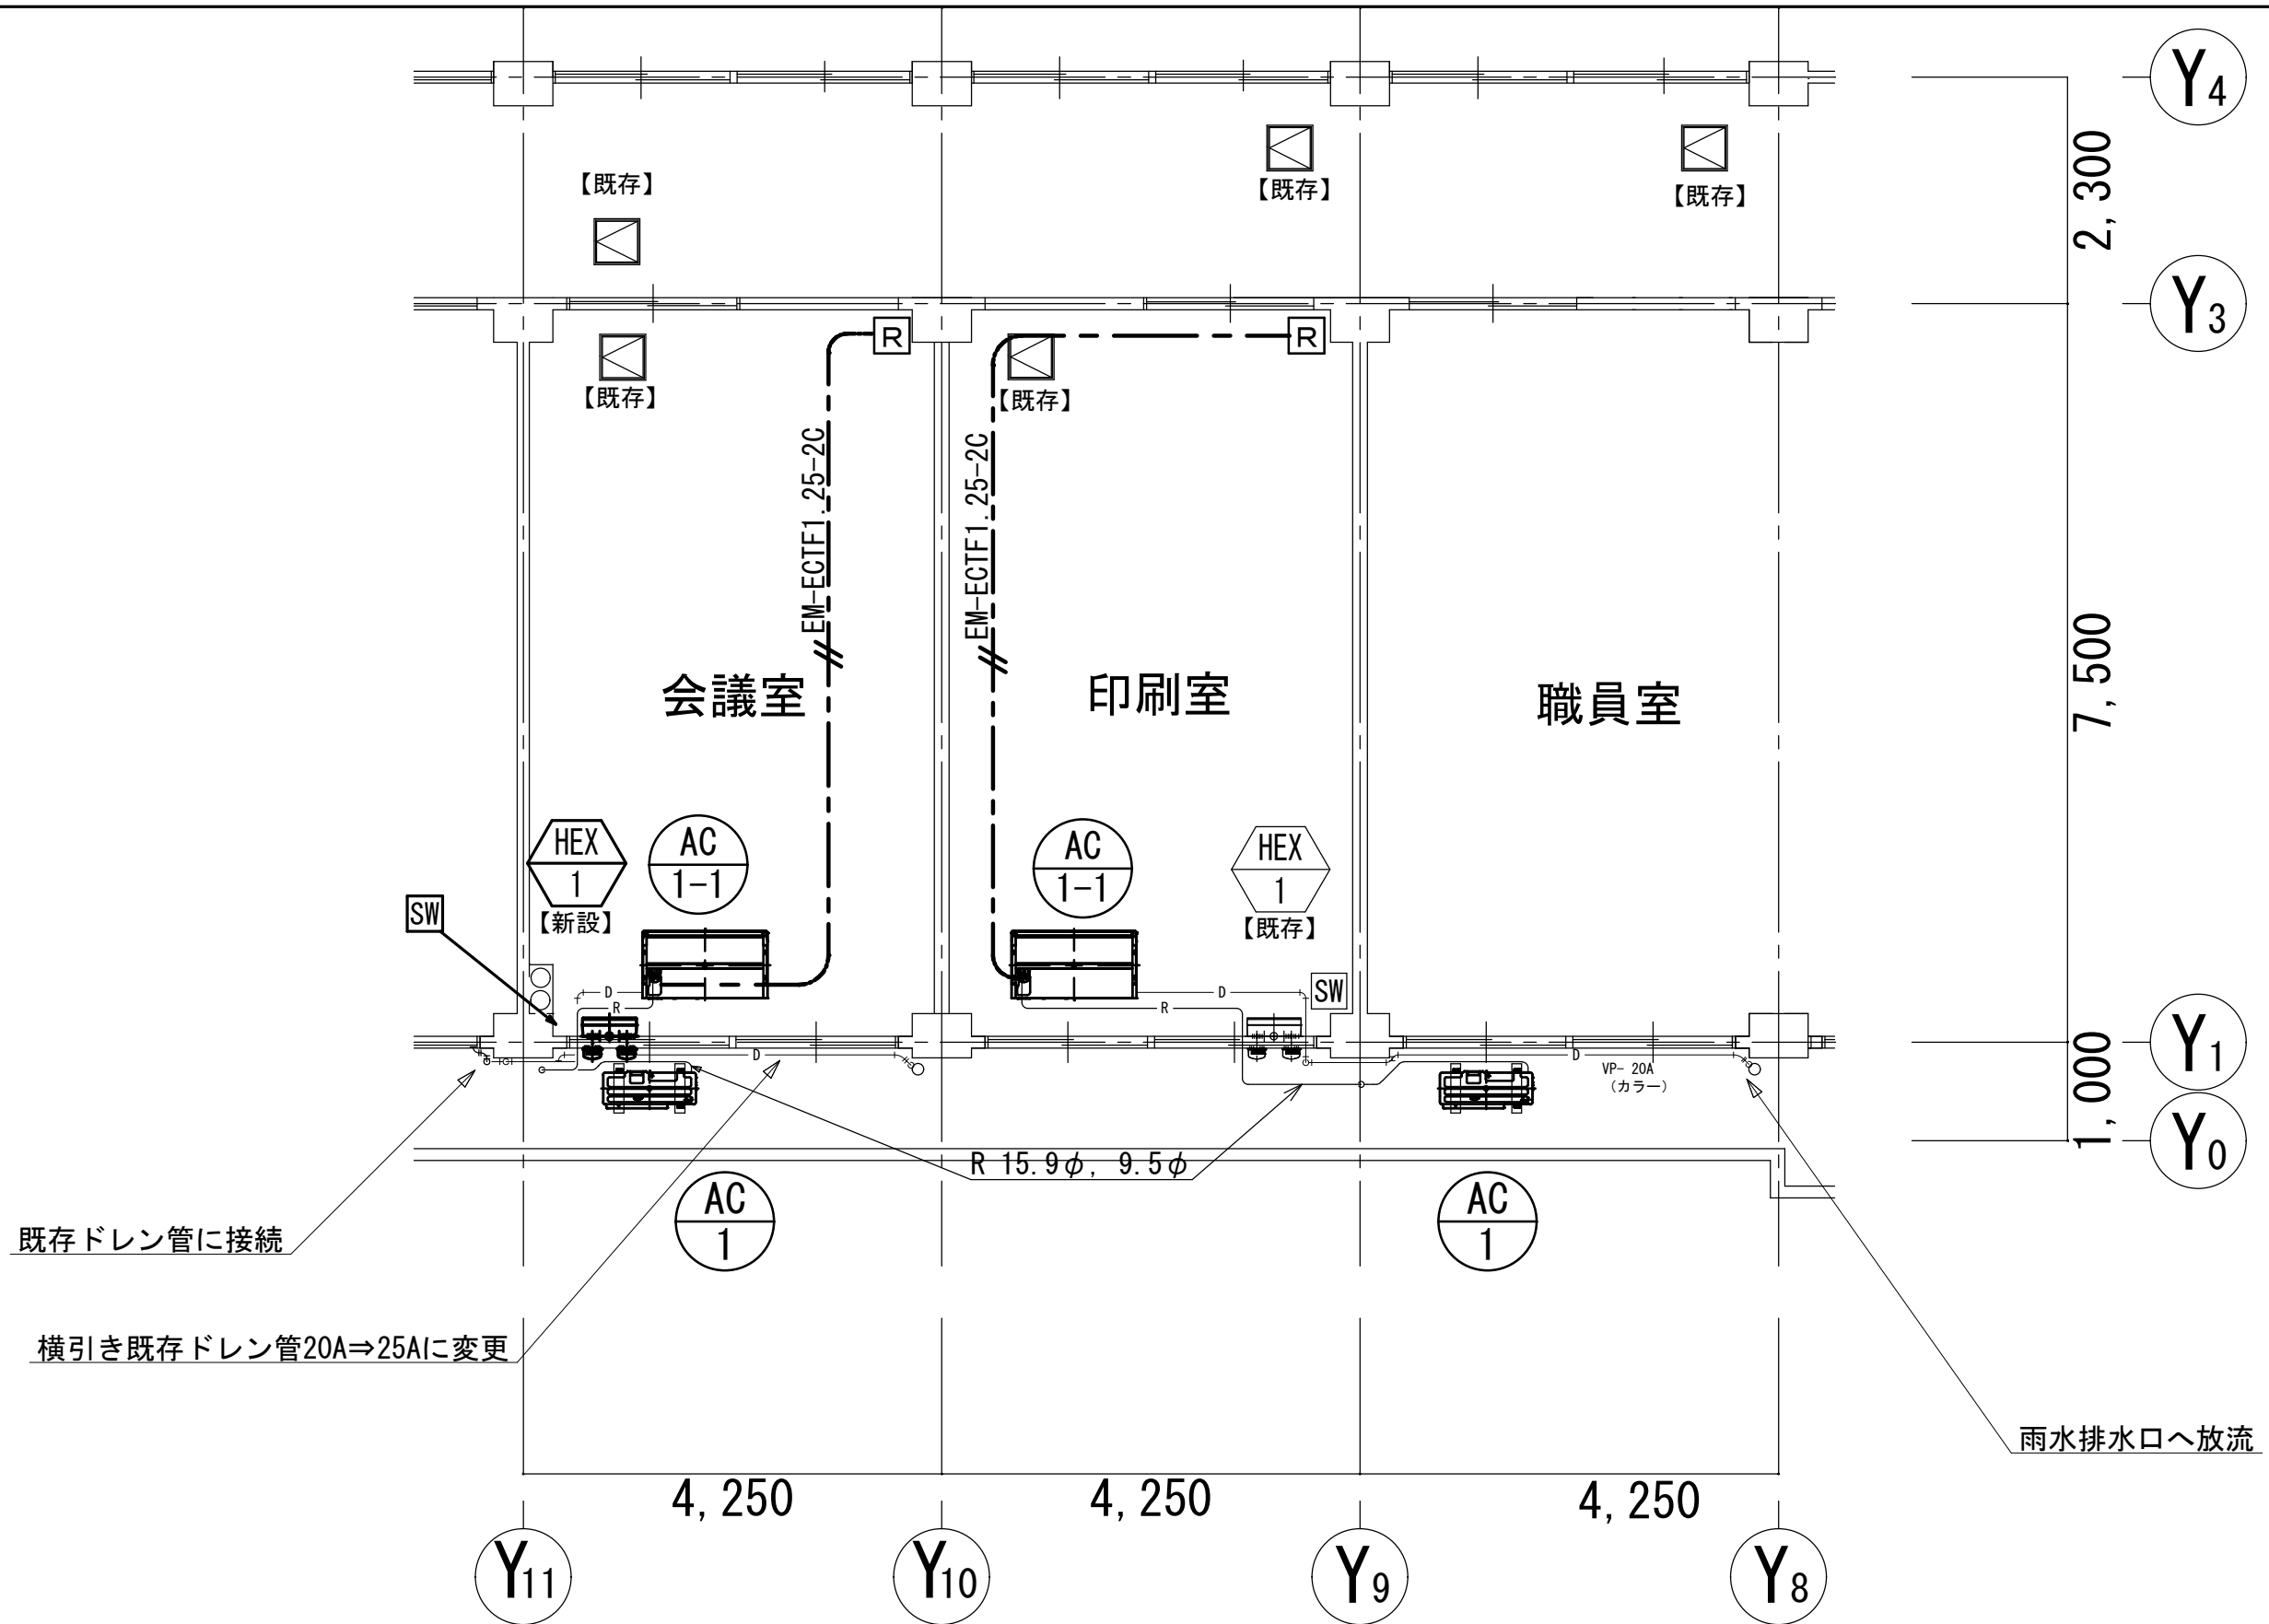 Y4
【既存】
【既存】
【既存】
2,300
Y3
R
R
【既存】
【既存】
EM-ECTF1.25-2C
EM-ECTF1.25-2C
会議室
印刷室
職員室
7,500
HEX
1
【新設】
AC
1-1
AC
1-1
HEX
1
【既存】
SW
D
R
D
R
SW
D
D
VP- 20A
(カラー)
Y1
1,000
Y0
R 15.9φ, 9.5φ
AC
1
AC
1
既存ドレン管に接続
横引き既存ドレン管20A⇒25Aに変更
雨水排水口へ放流
4,250
4,250
4,250
Y11
Y10
Y9
Y8